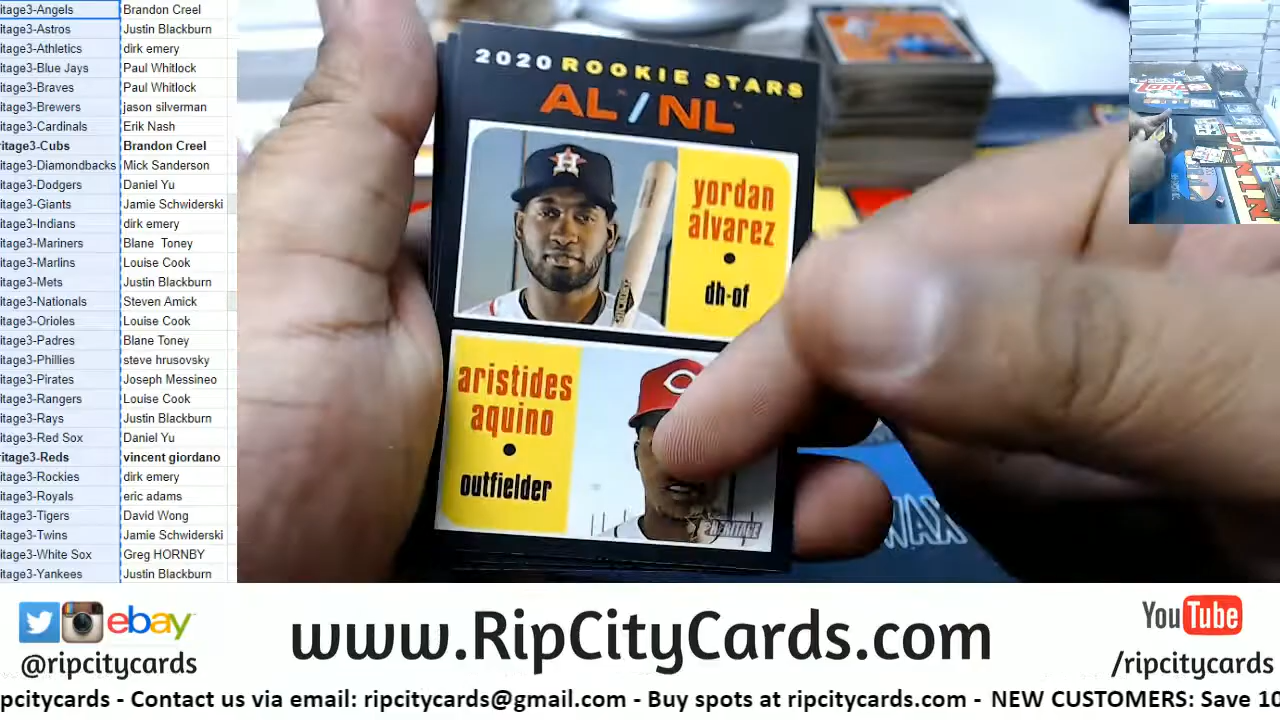 itage3-Angels Brandon Creel
itage3-Astros Justin Blackburn
itage3-Athletics dirk emery
itage3-Blue Jays Paul Whitlock
itage3-Braves Paul Whitlock
itage3-Brewers jason silverman
itage3-Cardinals Erik Nash
ritage3-Cubs Brandon Creel
itage3-Diamondbacks Mick Sanderson
itage3-Dodgers Daniel Yu
itage3-Giants Jamie Schwiderski
itage3-Indians dirk emery
itage3-Mariners Blane Toney
itage3-Marlins Louise Cook
itage3-Mets Justin Blackburn
itage3-Nationals Steven Amick
itage3-Orioles Louise Cook
itage3-Padres Blane Toney
itage3-Phillies steve hrusovsky
itage3-Pirates Joseph Messineo
itage3-Rangers Louise Cook
itage3-Rays Justin Blackburn
itage3-Red Sox Daniel Yu
ritage3-Reds vincent giordano
itage3-Rockies dirk emery
itage3-Royals eric adams
itage3-Tigers David Wong
itage3-Twins Jamie Schwiderski
itage3-White Sox Greg HORNBY
itage3-Yankees Justin Blackburn
2020 ROOKIE STARS
AL/NL
yordan
alvarez
dh-of
aristides
aquino
outfielder
HERITAGE
WAX
Topps
PANINI
ebay
@ripcitycards
www.RipCityCards.com
YouTube
/ripcitycards
pcitycards - Contact us via email: ripcitycards@gmail.com - Buy spots at ripcitycards.com - NEW CUSTOMERS: Save 10